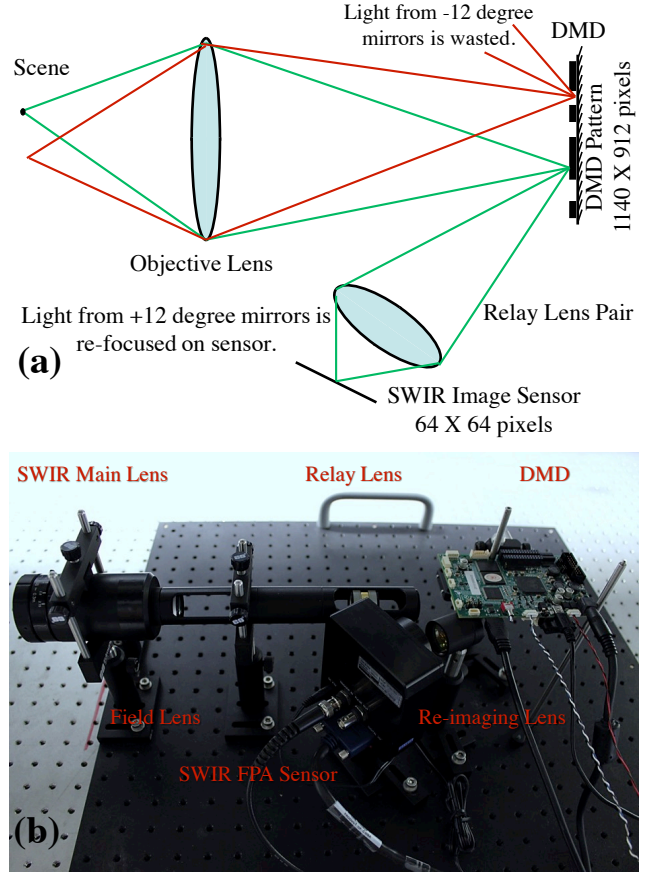 Light from -12 degree
mirrors is wasted.
DMD
Scene
DMD Pattern
1140 X 912 pixels
Objective Lens
Light from +12 degree mirrors is
re-focused on sensor.
Relay Lens Pair
(a)
SWIR Image Sensor
64 X 64 pixels
SWIR Main Lens
Relay Lens
DMD
Field Lens
Re-imaging Lens
SWIR FPA Sensor
(b)